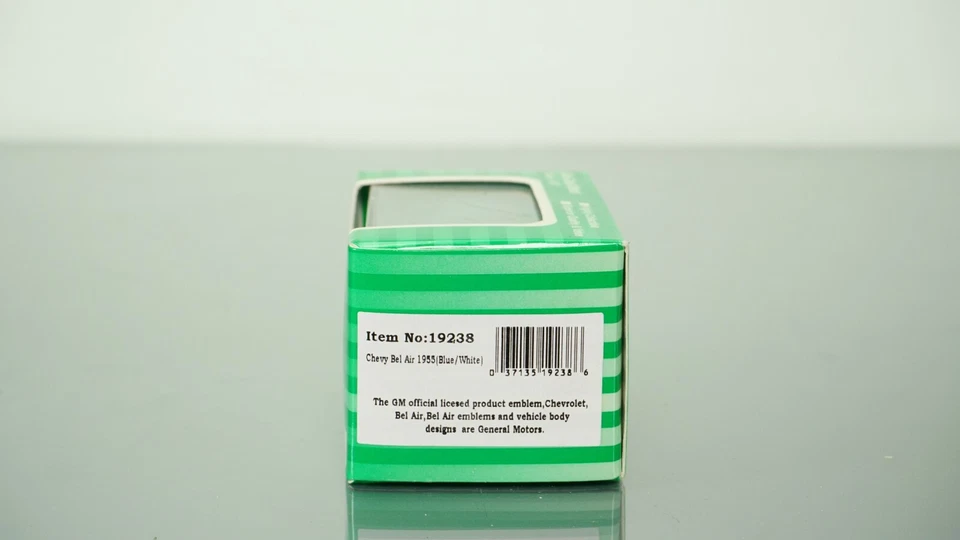 Item No:19238
Chevy Bel Air 1955(Blue/White)
0 37135 19238 6
The GM official licesed product emblem,Chevrolet,
Bel Air,Bel Air emblems and vehicle body
designs are General Motors.